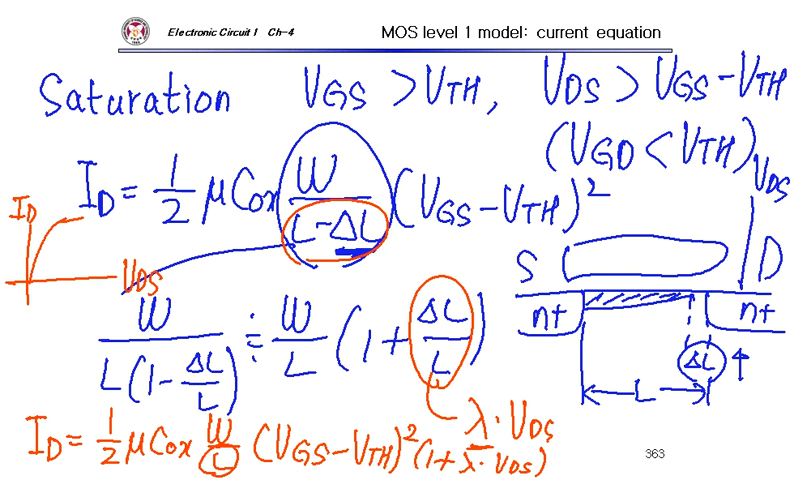 Electronic Circuit 1 Ch-4
MOS level 1 model: current equation
Saturation VGS > VTH, VDS > VGS - VTH
(VGD < VTH)
ID = 1/2 μCox W/(L-ΔL) (VGS-VTH)²
VDS
ID
VDS
S D
n+ n+
ΔL ↑
L
W/(L(1-ΔL/L)) ≒ W/L (1+ΔL/L)
λ·VDS
ID = 1/2 μCox W/L (VGS-VTH)² (1+λ·VDS)
363